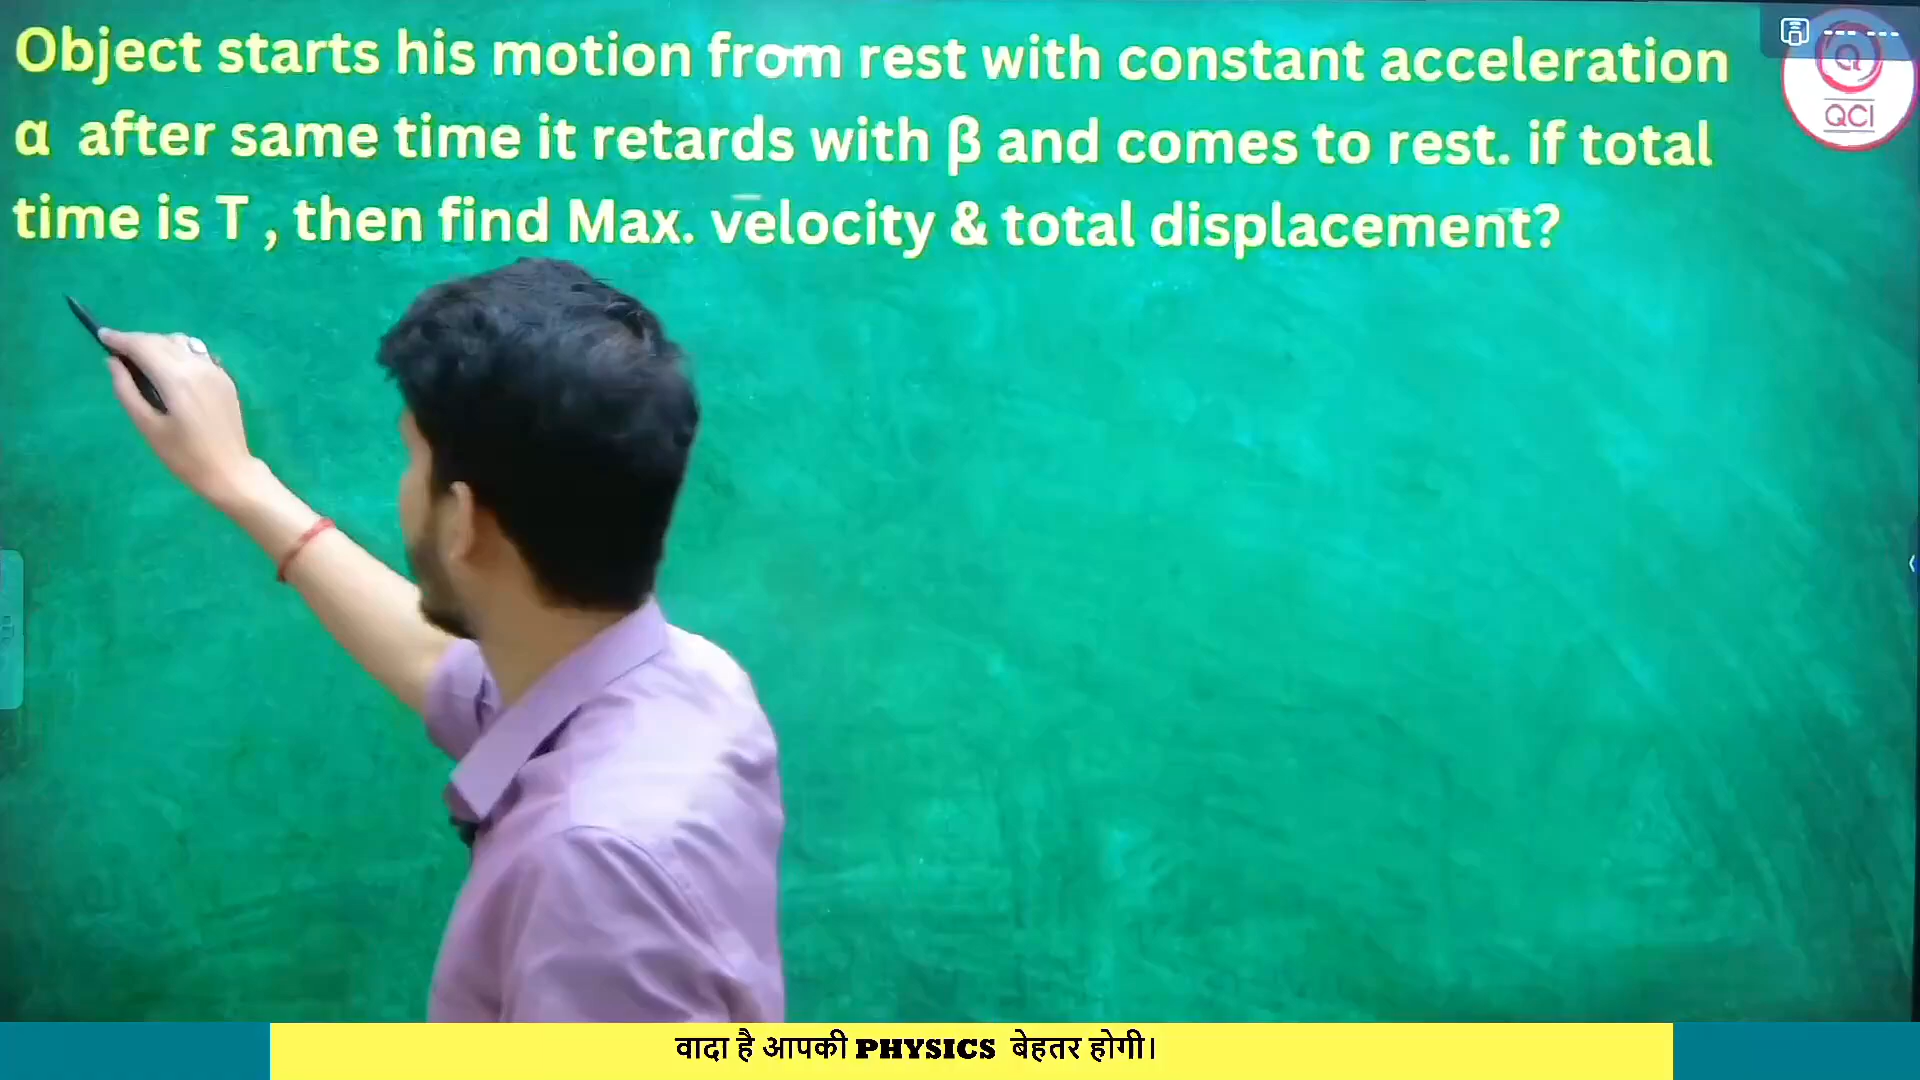 Object starts his motion from rest with constant acceleration
α after same time it retards with β and comes to rest. if total
time is T , then find Max. velocity & total displacement?
QCI
वादा है आपकी PHYSICS बेहतर होगी।